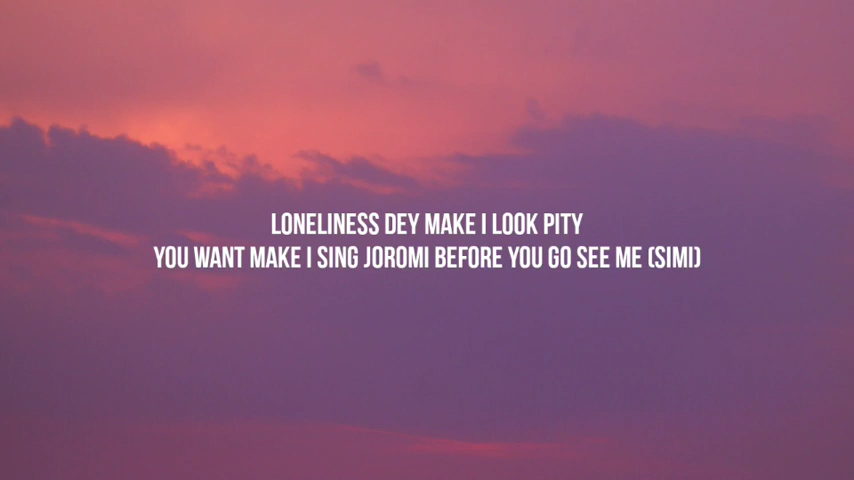 LONELINESS DEY MAKE I LOOK PITY
YOU WANT MAKE I SING JOROMI BEFORE YOU GO SEE ME (SIMI)